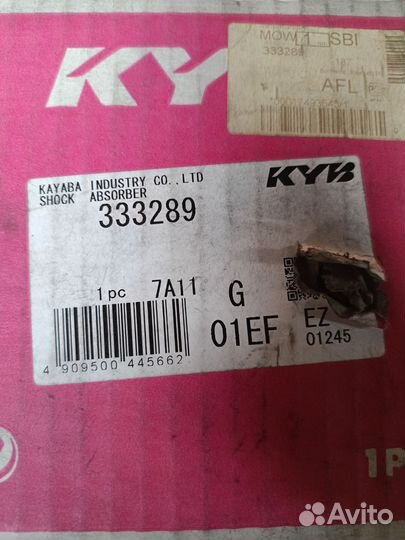 MOW 1 SBI
333289
AFL
KYB
KAYABA INDUSTRY CO.,LTD
SHOCK ABSORBER
KYB
333289
1pc 7A11 G
01EF EZ
01245
4 909500 445662
1P
Avito